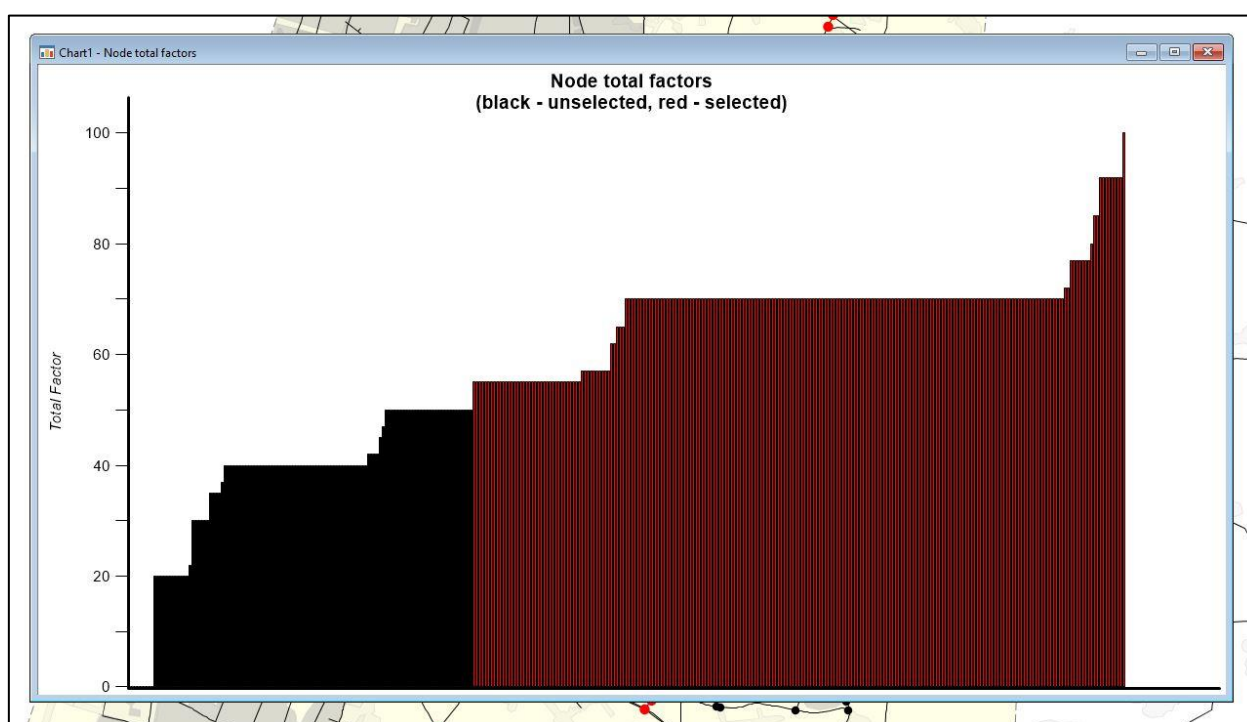 Chart1 - Node total factors
Node total factors
(black - unselected, red - selected)
100
80
60
40
20
0
Total Factor